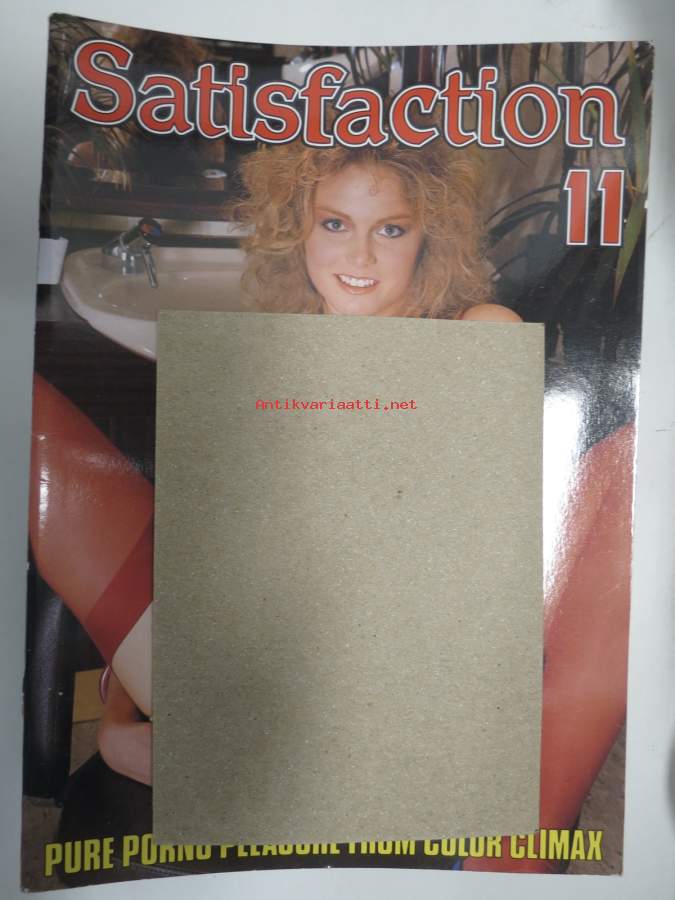 Satisfaction
11
Antikvariaatti.net
PURE PORNO PLEASURE FROM COLOR CLIMAX